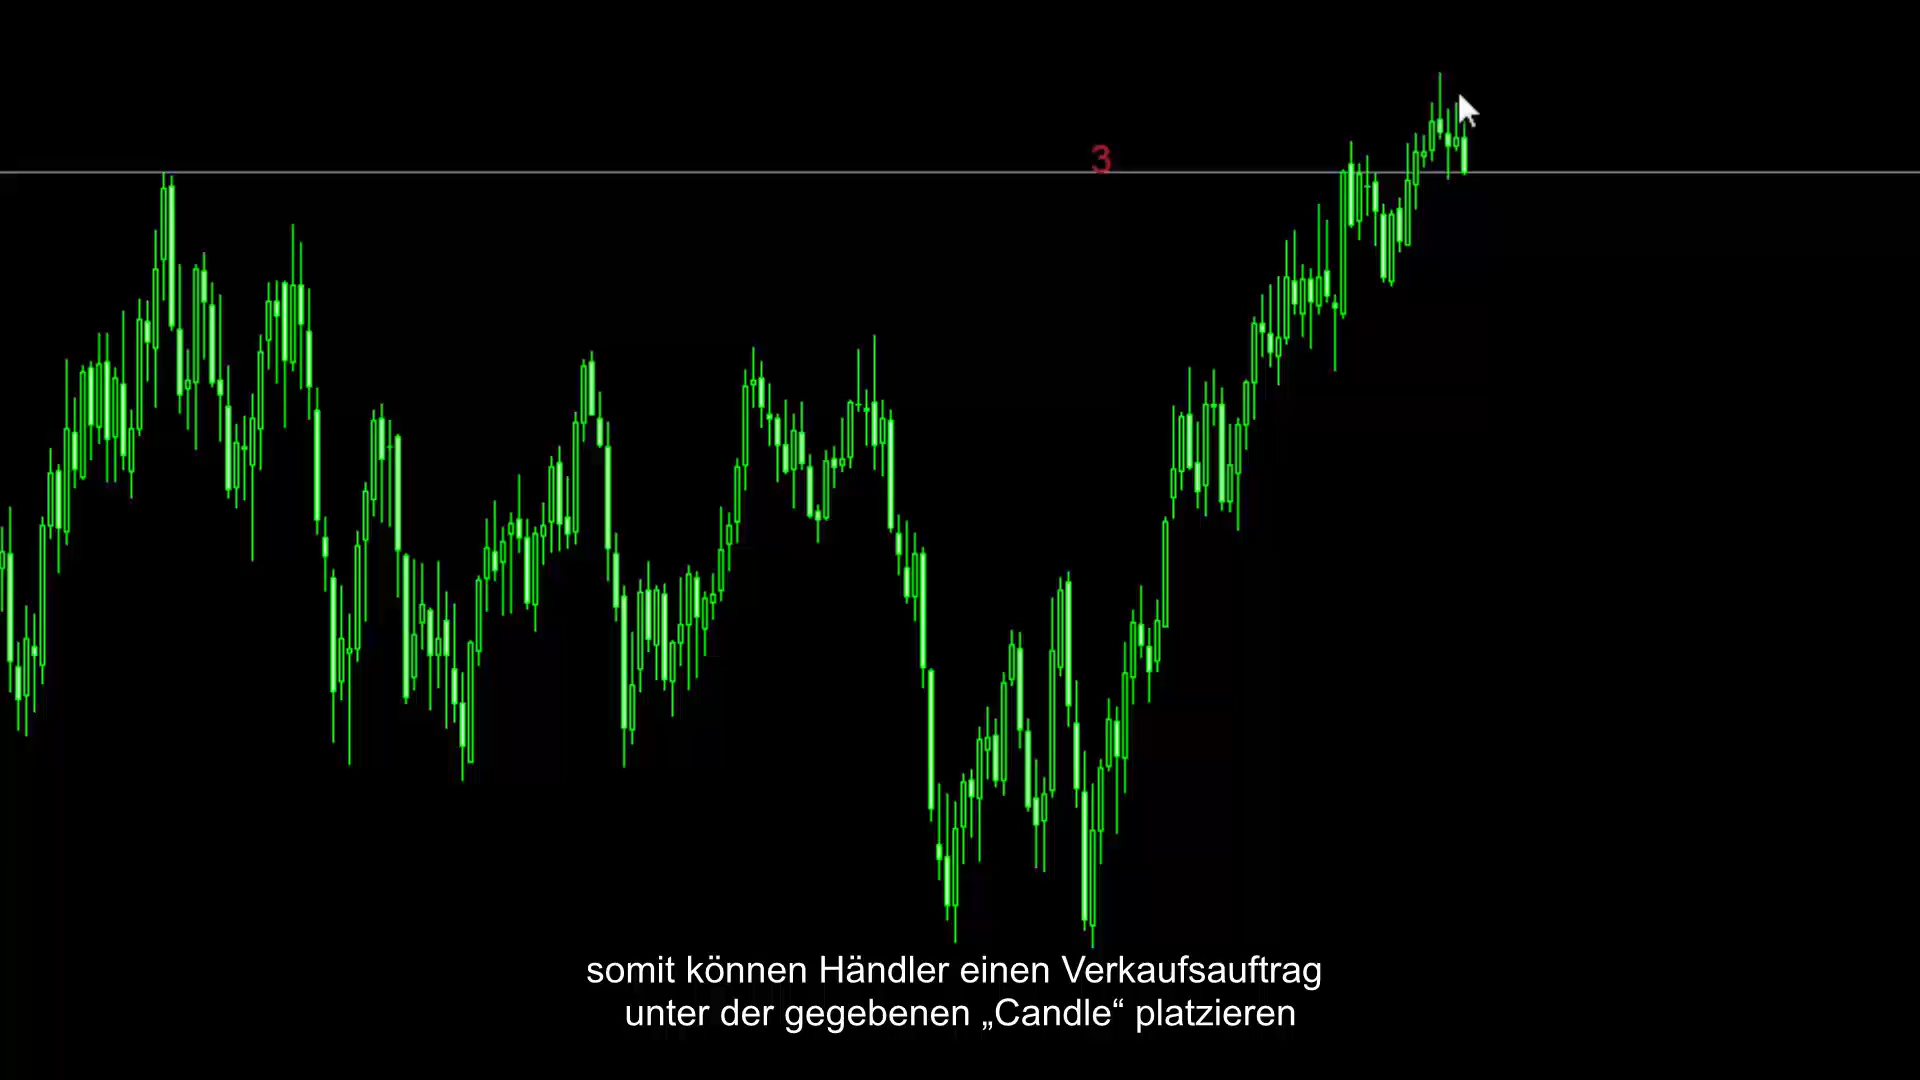 3
somit können Händler einen Verkaufsauftrag
unter der gegebenen „Candle“ platzieren